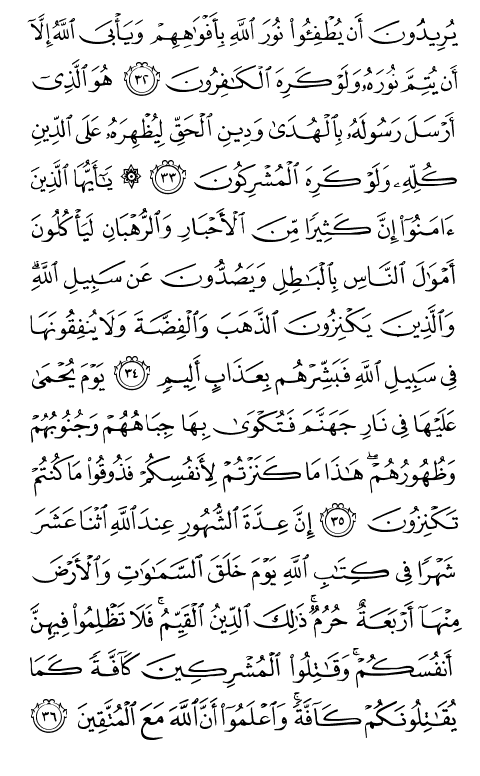 يُرِيدُونَ أَن يُطْفِـُٔوا۟ نُورَ ٱللَّهِ بِأَفْوَٰهِهِمْ وَيَأْبَى ٱللَّهُ إِلَّآ
أَن يُتِمَّ نُورَهُۥ وَلَوْ كَرِهَ ٱلْكَٰفِرُونَ ٣٢ هُوَ ٱلَّذِىٓ
أَرْسَلَ رَسُولَهُۥ بِٱلْهُدَىٰ وَدِينِ ٱلْحَقِّ لِيُظْهِرَهُۥ عَلَى ٱلدِّينِ
كُلِّهِۦ وَلَوْ كَرِهَ ٱلْمُشْرِكُونَ ٣٣ ۞ يَٰٓأَيُّهَا ٱلَّذِينَ
ءَامَنُوٓا۟ إِنَّ كَثِيرًا مِّنَ ٱلْأَحْبَارِ وَٱلرُّهْبَانِ لَيَأْكُلُونَ
أَمْوَٰلَ ٱلنَّاسِ بِٱلْبَٰطِلِ وَيَصُدُّونَ عَن سَبِيلِ ٱللَّهِ ۗ
وَٱلَّذِينَ يَكْنِزُونَ ٱلذَّهَبَ وَٱلْفِضَّةَ وَلَا يُنفِقُونَهَا
فِى سَبِيلِ ٱللَّهِ فَبَشِّرْهُم بِعَذَابٍ أَلِيمٍ ٣٤ يَوْمَ يُحْمَىٰ
عَلَيْهَا فِى نَارِ جَهَنَّمَ فَتُكْوَىٰ بِهَا جِبَاهُهُمْ وَجُنُوبُهُمْ
وَظُهُورُهُمْ ۖ هَٰذَا مَا كَنَزْتُمْ لِأَنفُسِكُمْ فَذُوقُوا۟ مَا كُنتُمْ
تَكْنِزُونَ ٣٥ إِنَّ عِدَّةَ ٱلشُّهُورِ عِندَ ٱللَّهِ ٱثْنَا عَشَرَ
شَهْرًا فِى كِتَٰبِ ٱللَّهِ يَوْمَ خَلَقَ ٱلسَّمَٰوَٰتِ وَٱلْأَرْضَ
مِنْهَآ أَرْبَعَةٌ حُرُمٌ ۚ ذَٰلِكَ ٱلدِّينُ ٱلْقَيِّمُ ۚ فَلَا تَظْلِمُوا۟ فِيهِنَّ
أَنفُسَكُمْ ۚ وَقَٰتِلُوا۟ ٱلْمُشْرِكِينَ كَآفَّةً كَمَا
يُقَٰتِلُونَكُمْ كَآفَّةً ۚ وَٱعْلَمُوٓا۟ أَنَّ ٱللَّهَ مَعَ ٱلْمُتَّقِينَ ٣٦